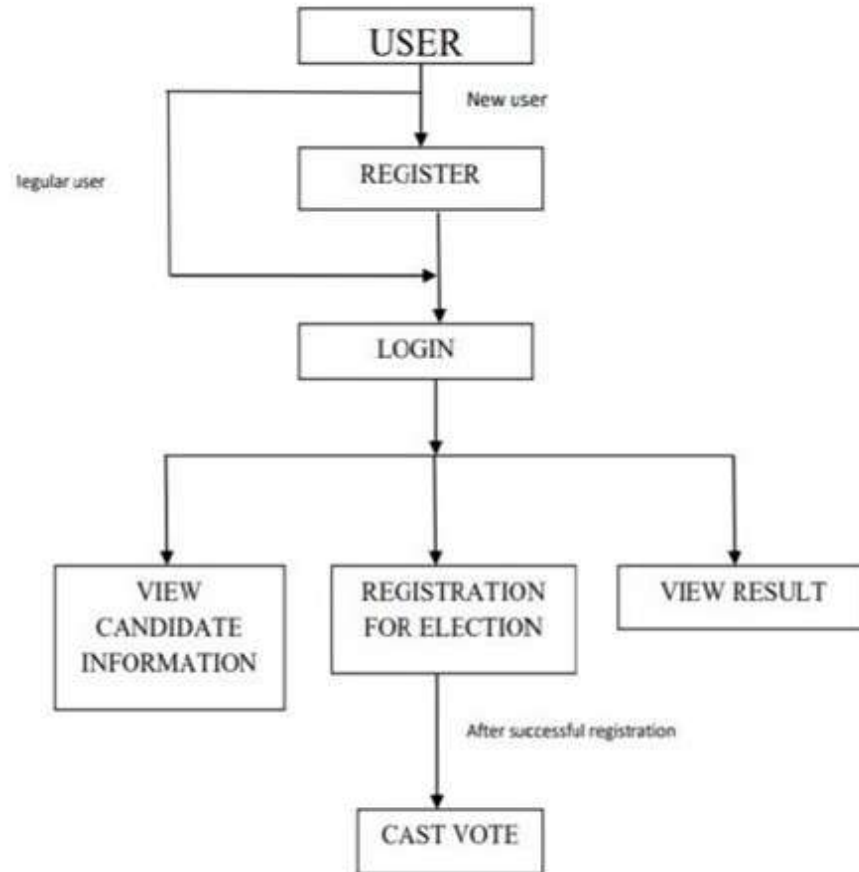 USER
New user
REGISTER
legular user
LOGIN
VIEW
CANDIDATE
INFORMATION
REGISTRATION
FOR ELECTION
VIEW RESULT
After successful registration
CAST VOTE